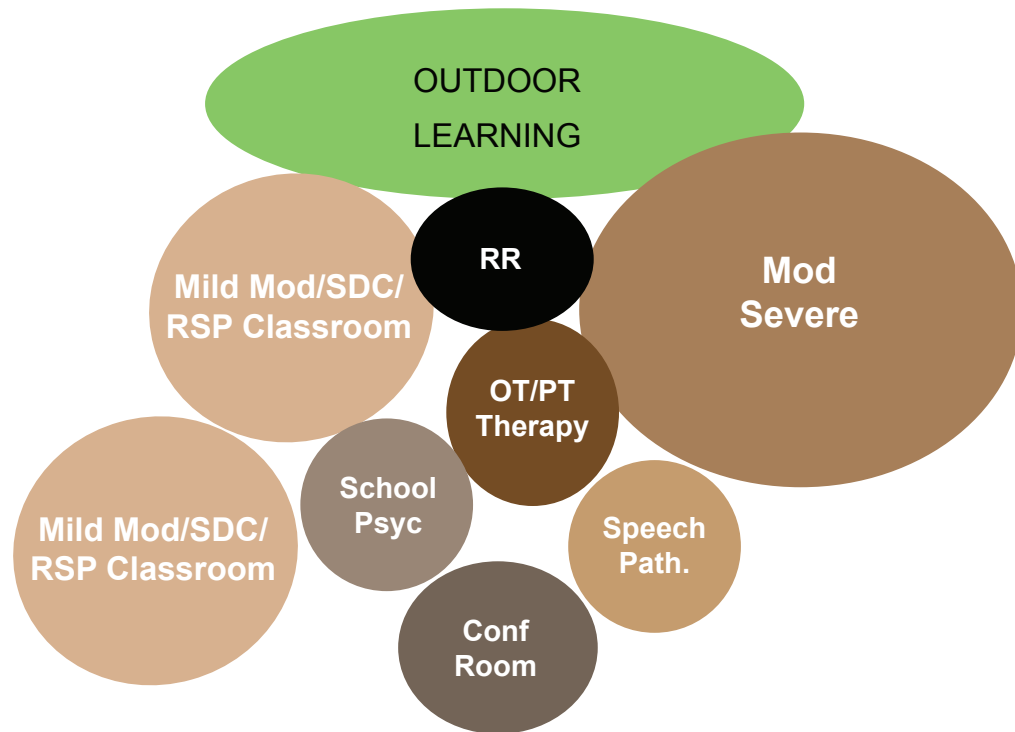 OUTDOOR
LEARNING
RR
Mild Mod/SDC/
RSP Classroom
Mod
Severe
OT/PT
Therapy
School
Psyc
Mild Mod/SDC/
RSP Classroom
Speech
Path.
Conf
Room